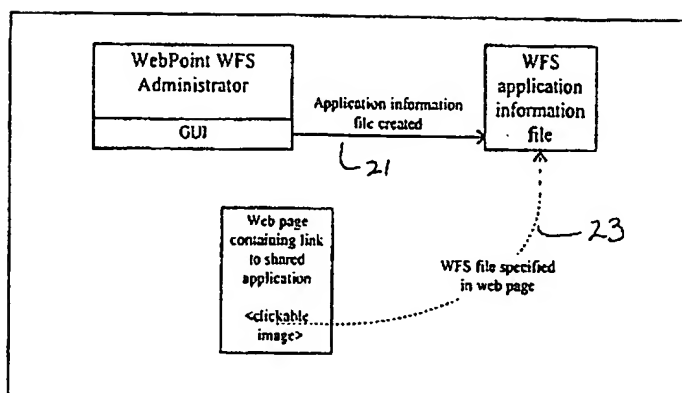 WebPoint WFS
Administrator
GUI
Application information
file created
21
WFS
application
information
file
Web page
containing link
to shared
application
<clickable
image>
23
WFS file specified
in web page